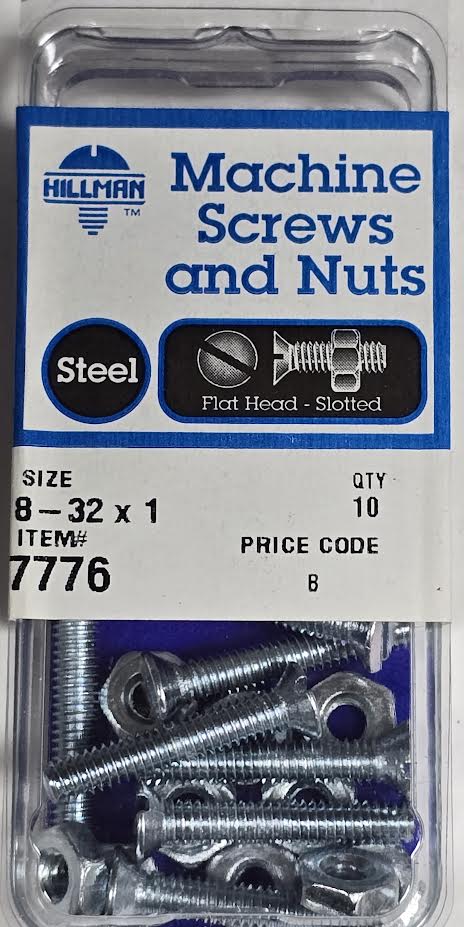 HILLMAN
TM
Machine
Screws
and Nuts
Steel
Flat Head - Slotted
SIZE
8-32 x 1
QTY
10
ITEM#
7776
PRICE CODE
B